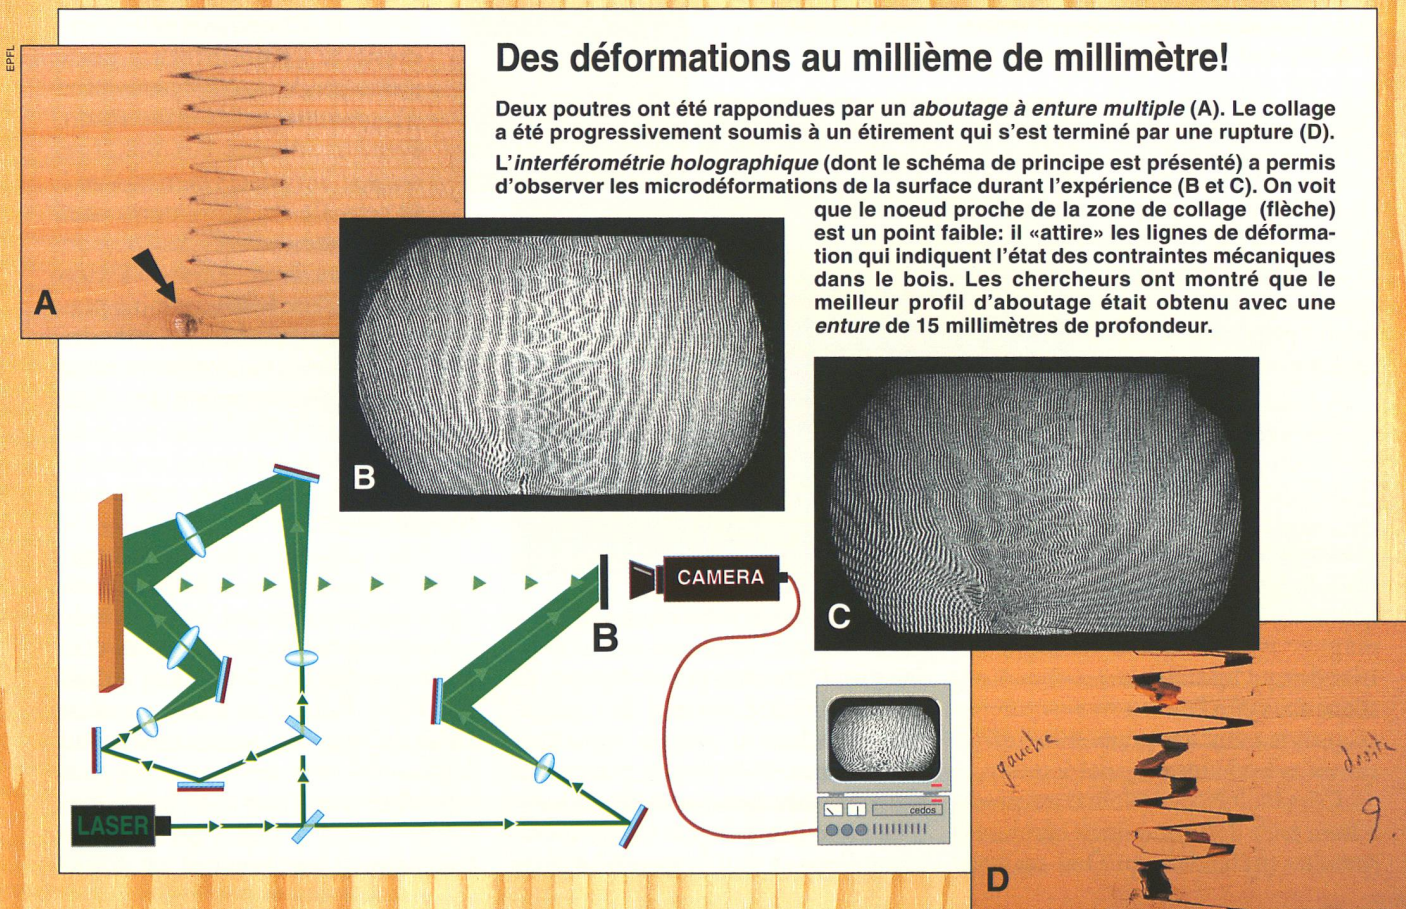 EPFL
Des déformations au millième de millimètre!
Deux poutres ont été rappondues par un aboutage à enture multiple (A). Le collage
a été progressivement soumis à un étirement qui s'est terminé par une rupture (D).
L'interférométrie holographique (dont le schéma de principe est présenté) a permis
d'observer les microdéformations de la surface durant l'expérience (B et C). On voit
que le noeud proche de la zone de collage (flèche)
est un point faible: il «attire» les lignes de déforma-
tion qui indiquent l'état des contraintes mécaniques
dans le bois. Les chercheurs ont montré que le
meilleur profil d'aboutage était obtenu avec une
enture de 15 millimètres de profondeur.
A
B
C
CAMERA
B
LASER
cedos
gauche
droite
9.
D